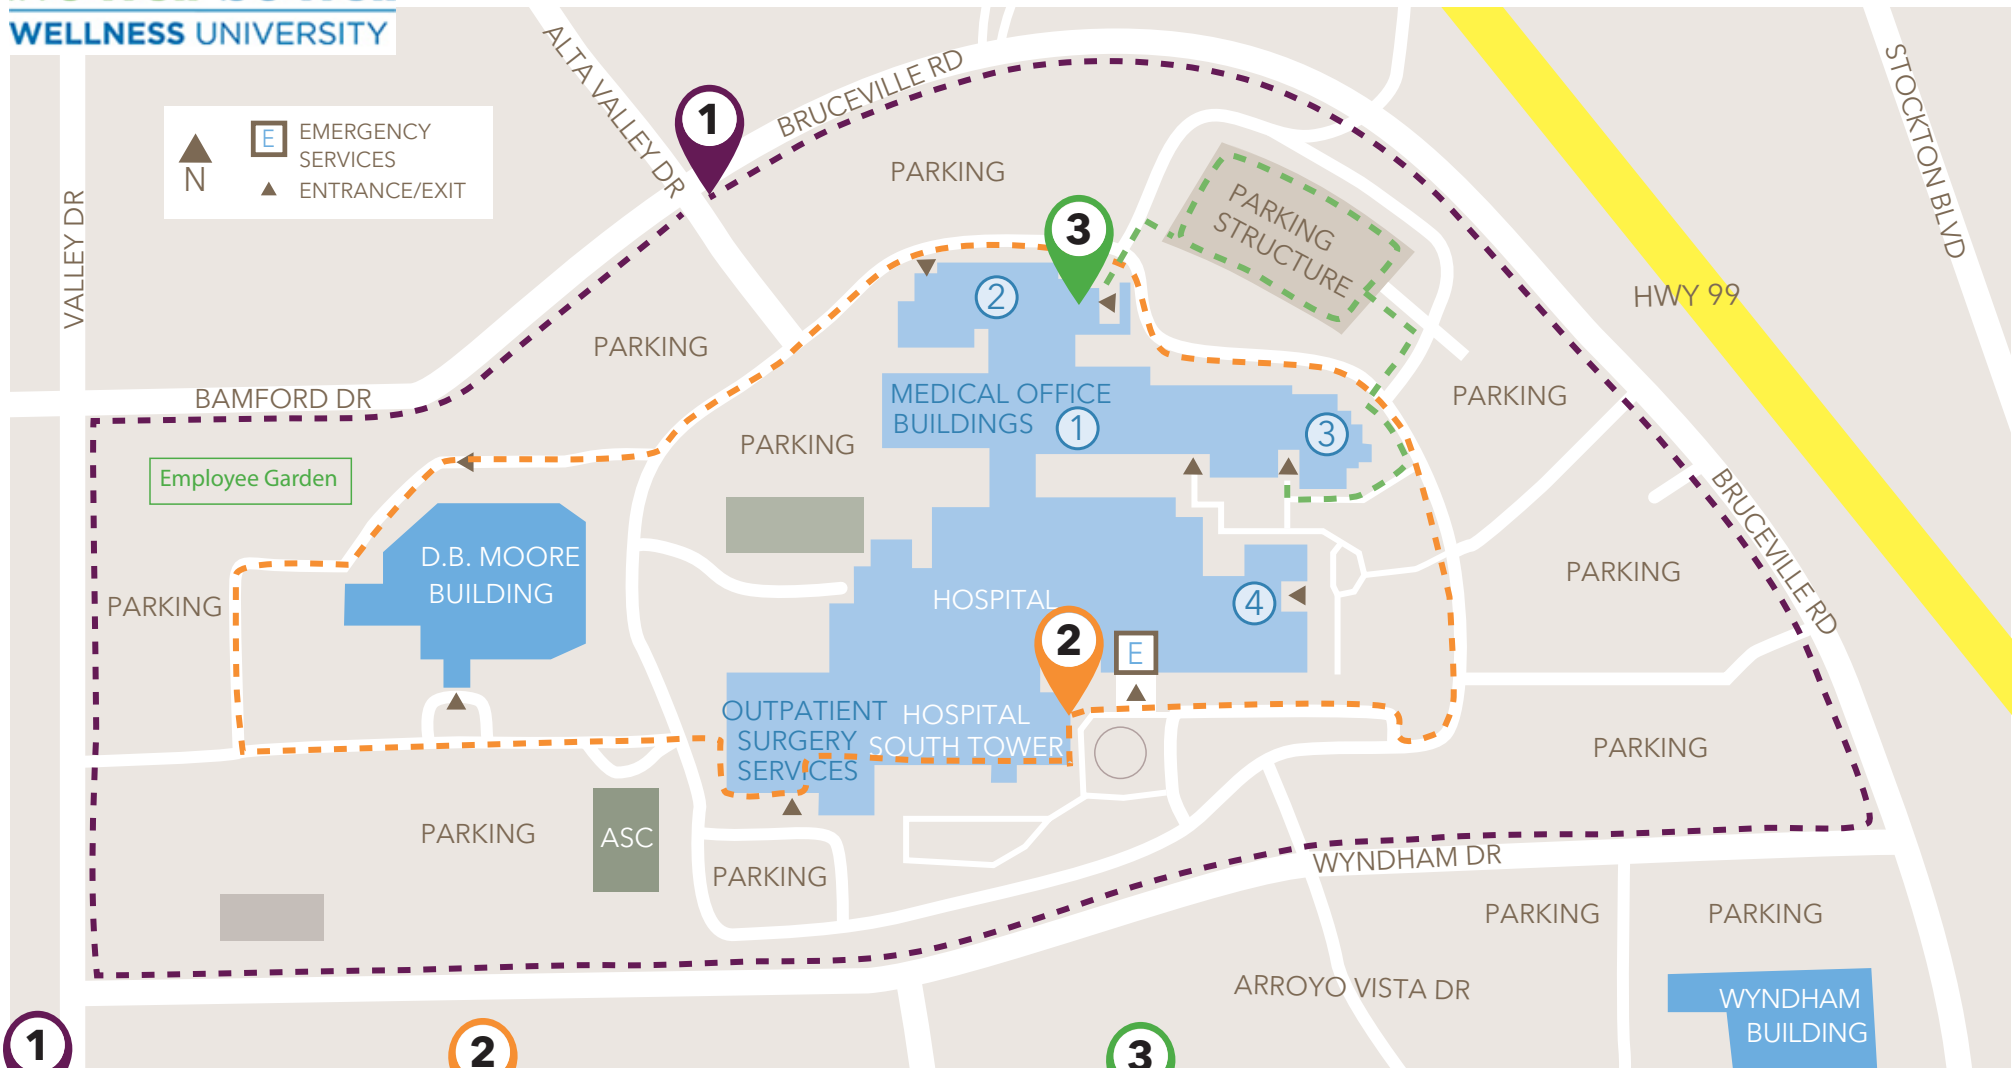 WELLNESS UNIVERSITY
ALTA VALLEY DR
BRUCEVILLE RD
STOCKTON BLVD
1
E
EMERGENCY
SERVICES
N
ENTRANCE/EXIT
PARKING
PARKING
STRUCTURE
VALLEY DR
3
2
HWY 99
PARKING
BAMFORD DR
MEDICAL OFFICE
BUILDINGS
1
3
PARKING
PARKING
Employee Garden
BRUCEVILLE RD
D.B. MOORE
BUILDING
PARKING
HOSPITAL
4
PARKING
2
E
OUTPATIENT
SURGERY
SERVICES
HOSPITAL
SOUTH TOWER
PARKING
PARKING
ASC
PARKING
WYNDHAM DR
PARKING
PARKING
ARROYO VISTA DR
WYNDHAM
BUILDING
1
2
3